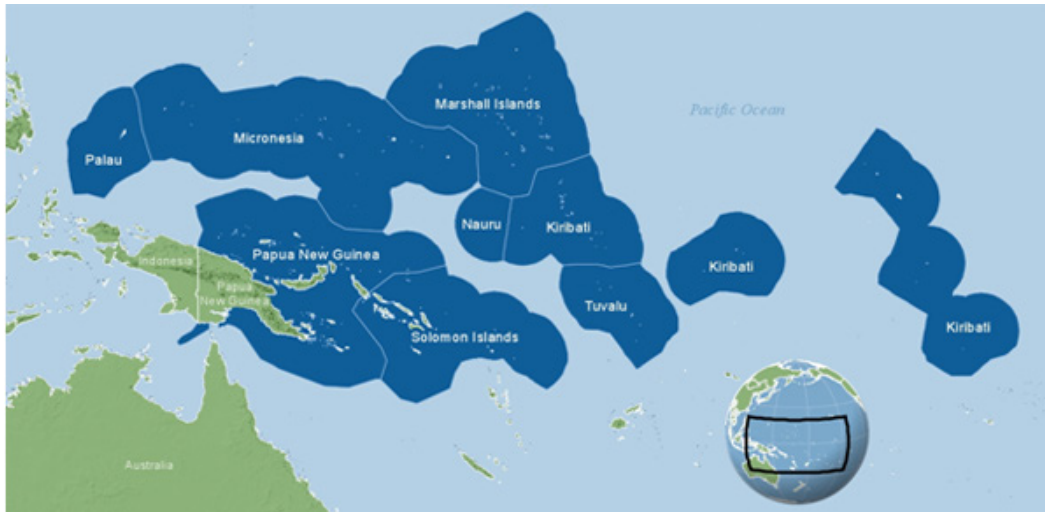 Marshall Islands
Pacific Ocean
Micronesia
Palau
Nauru
Kiribati
Papua New Guinea
Indonesia
Kiribati
Papua
New Guinea
Tuvalu
Solomon Islands
Kiribati
Australia